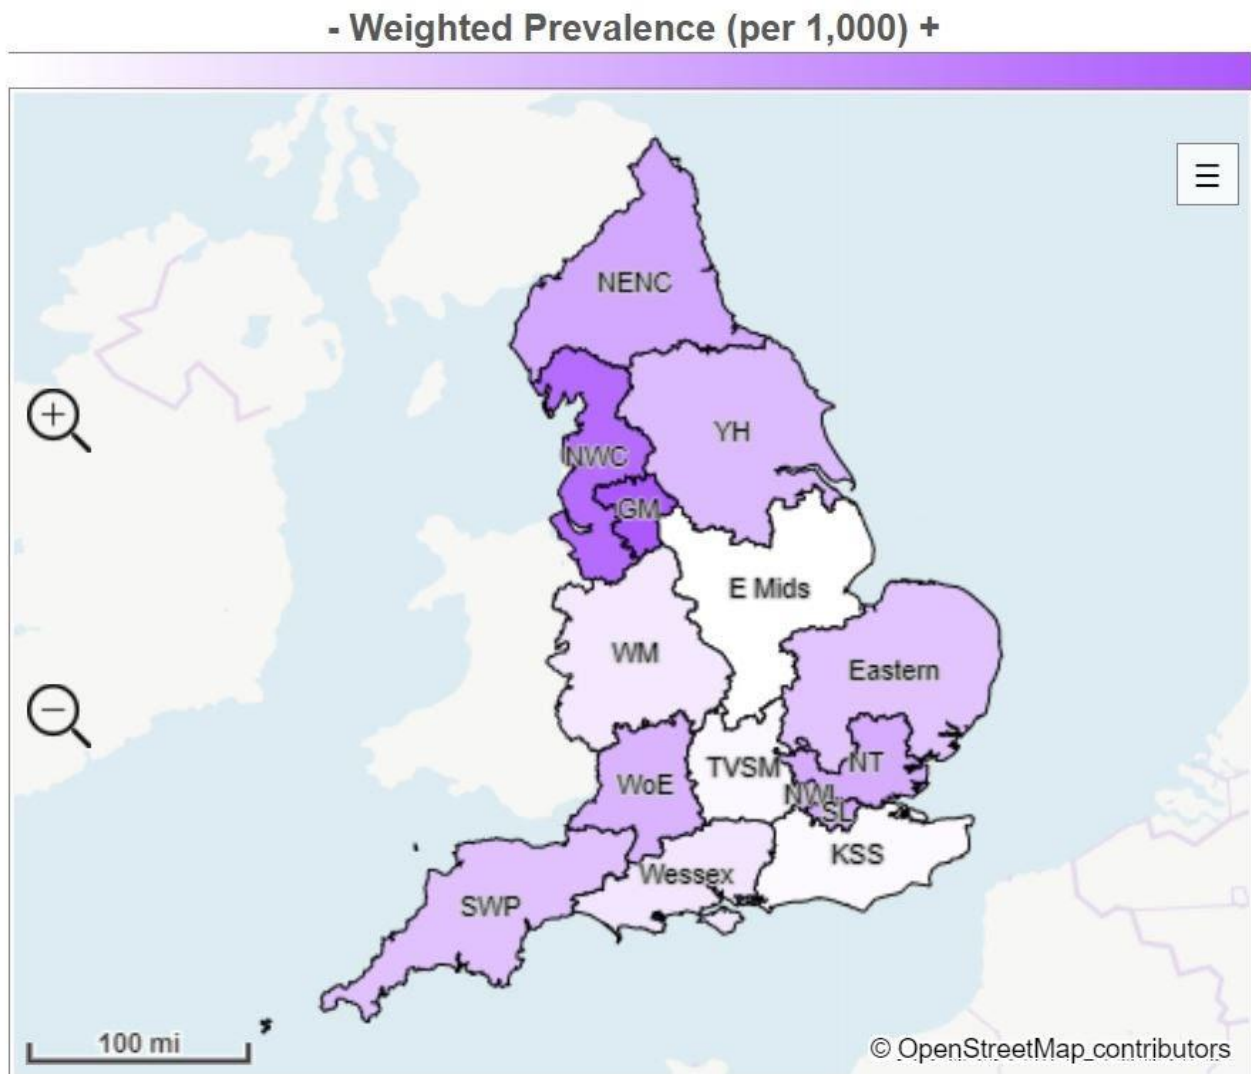 - Weighted Prevalence (per 1,000) +
NENC
YH
NWC
GM
E Mids
WM
Eastern
NT
TVSM
WoE
NWL
SL
KSS
Wessex
SWP
100 mi
© OpenStreetMap contributors